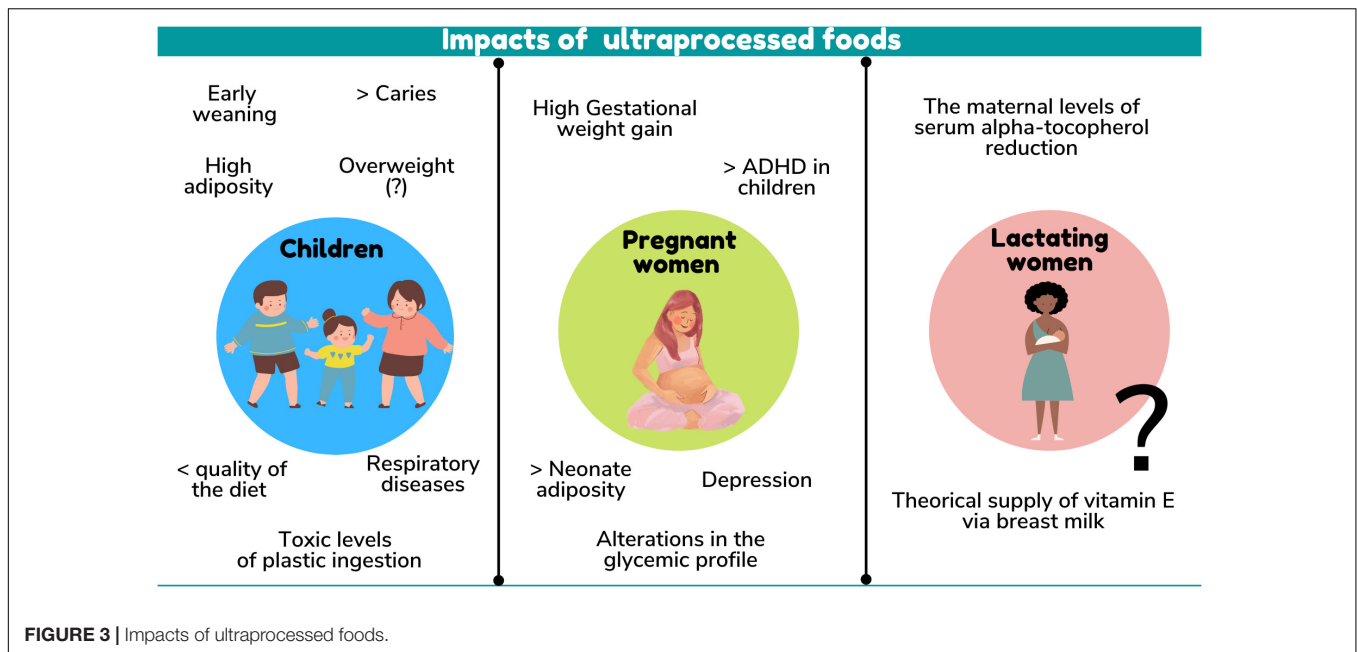 Impacts of ultraprocessed foods
Early
weaning
> Caries
High
adiposity
Overweight
(?)
Children
< quality of
the diet
Respiratory
diseases
Toxic levels
of plastic ingestion
High Gestational
weight gain
> ADHD in
children
Pregnant
women
> Neonate
adiposity
Depression
Alterations in the
glycemic profile
The maternal levels of
serum alpha-tocopherol
reduction
Lactating
women
?
Theorical supply of vitamin E
via breast milk
FIGURE 3 | Impacts of ultraprocessed foods.